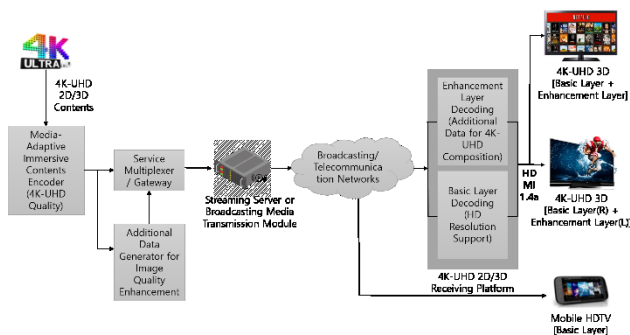 4K
ULTRA
4K-UHD
2D/3D
Contents
Media-
Adaptive
Immersive
Contents
Encoder
(4K-UHD
Quality)
Service
Multiplexer
/ Gateway
Additional
Data
Generator for
Image
Quality
Enhancement
Streaming Server or
Broadcasting Media
Transmission Module
Broadcasting/
Telecommunica
tion Networks
Enhancement
Layer
Decoding
(Additional
Data for 4K-
UHD
Composition)
Basic Layer
Decoding (HD
Resolution
Support)
4K-UHD 2D/3D
Receiving Platform
HD
MI
1.4a
4K-UHD 3D
[Basic Layer +
Enhancement Layer]
4K-UHD 3D
[Basic Layer(R) +
Enhancement Layer(L)]
Mobile HDTV
[Basic Layer]